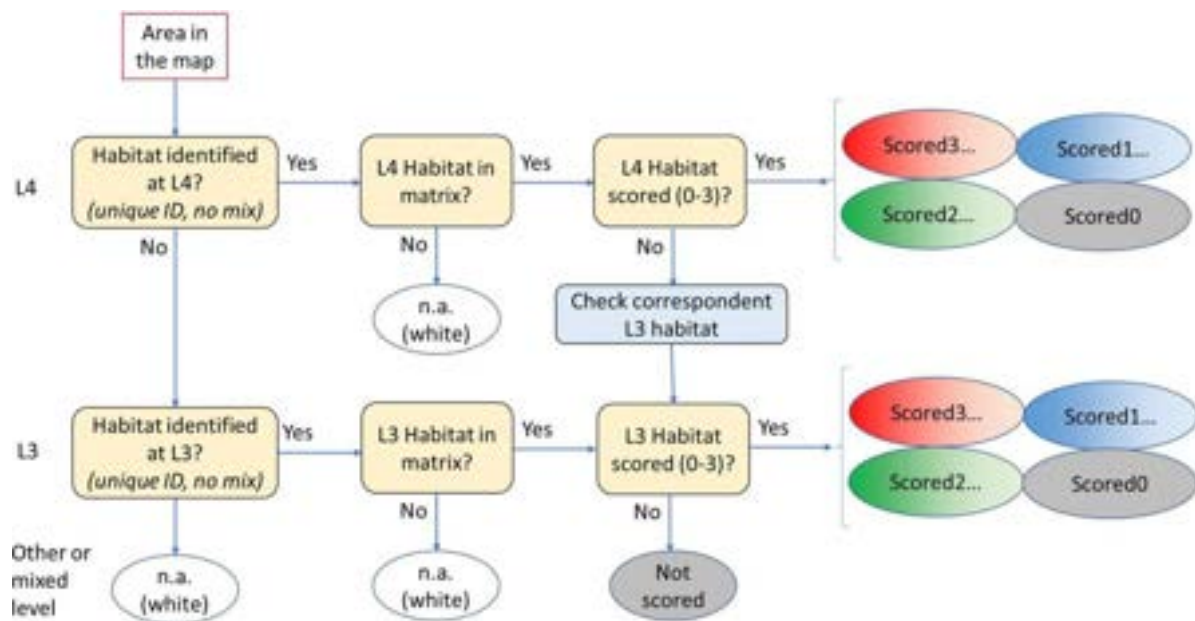 Area in
the map
L4
Habitat identified
at L4?
(unique ID, no mix)
Yes
L4 Habitat in
matrix?
Yes
L4 Habitat
scored (0-3)?
Yes
Scored3...
Scored1...
Scored2...
Scored0
No
No
No
n.a.
(white)
Check correspondent
L3 habitat
L3
Habitat identified
at L3?
(unique ID, no mix)
Yes
L3 Habitat in
matrix?
Yes
L3 Habitat
scored (0-3)?
Yes
Scored3...
Scored1...
Scored2...
Scored0
No
No
No
Other or
mixed
level
n.a.
(white)
n.a.
(white)
Not
scored